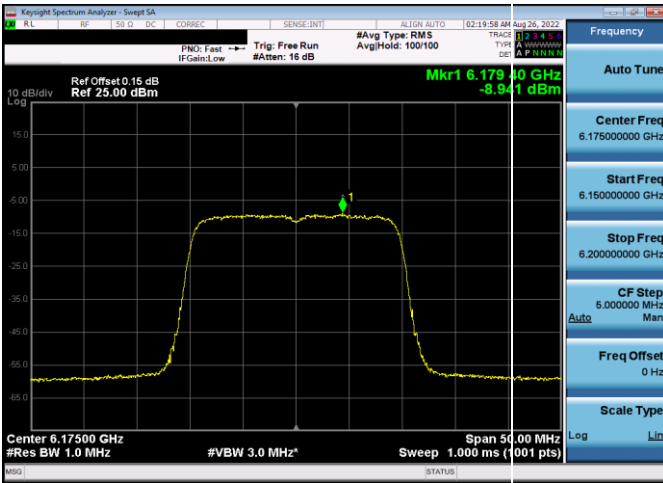 Keysight Spectrum Analyzer - Swept SA
RL RF 50 Ω DC CORREC SENSE:INT ALIGN AUTO 02:19:58 AM Aug 26, 2022
#Avg Type: RMS TRACE 1 2 3 4 5 6
PNO: Fast Trig: Free Run Avg|Hold: 100/100 TYPE A WWWWW
IFGain:Low #Atten: 16 dB DET A P N N N N
Mkr1 6.179 40 GHz
-8.941 dBm
Ref Offset 0.15 dB
10 dB/div Ref 25.00 dBm
Log
15.0
5.00
-5.00
-15.0
-25.0
-35.0
-45.0
-55.0
-65.0
1
Center 6.17500 GHz Span 50.00 MHz
#Res BW 1.0 MHz #VBW 3.0 MHz* Sweep 1.000 ms (1001 pts)
MSG STATUS
Frequency
Auto Tune
Center Freq
6.175000000 GHz
Start Freq
6.150000000 GHz
Stop Freq
6.200000000 GHz
CF Step
5.000000 MHz
Auto Man
Freq Offset
0 Hz
Scale Type
Log Lin